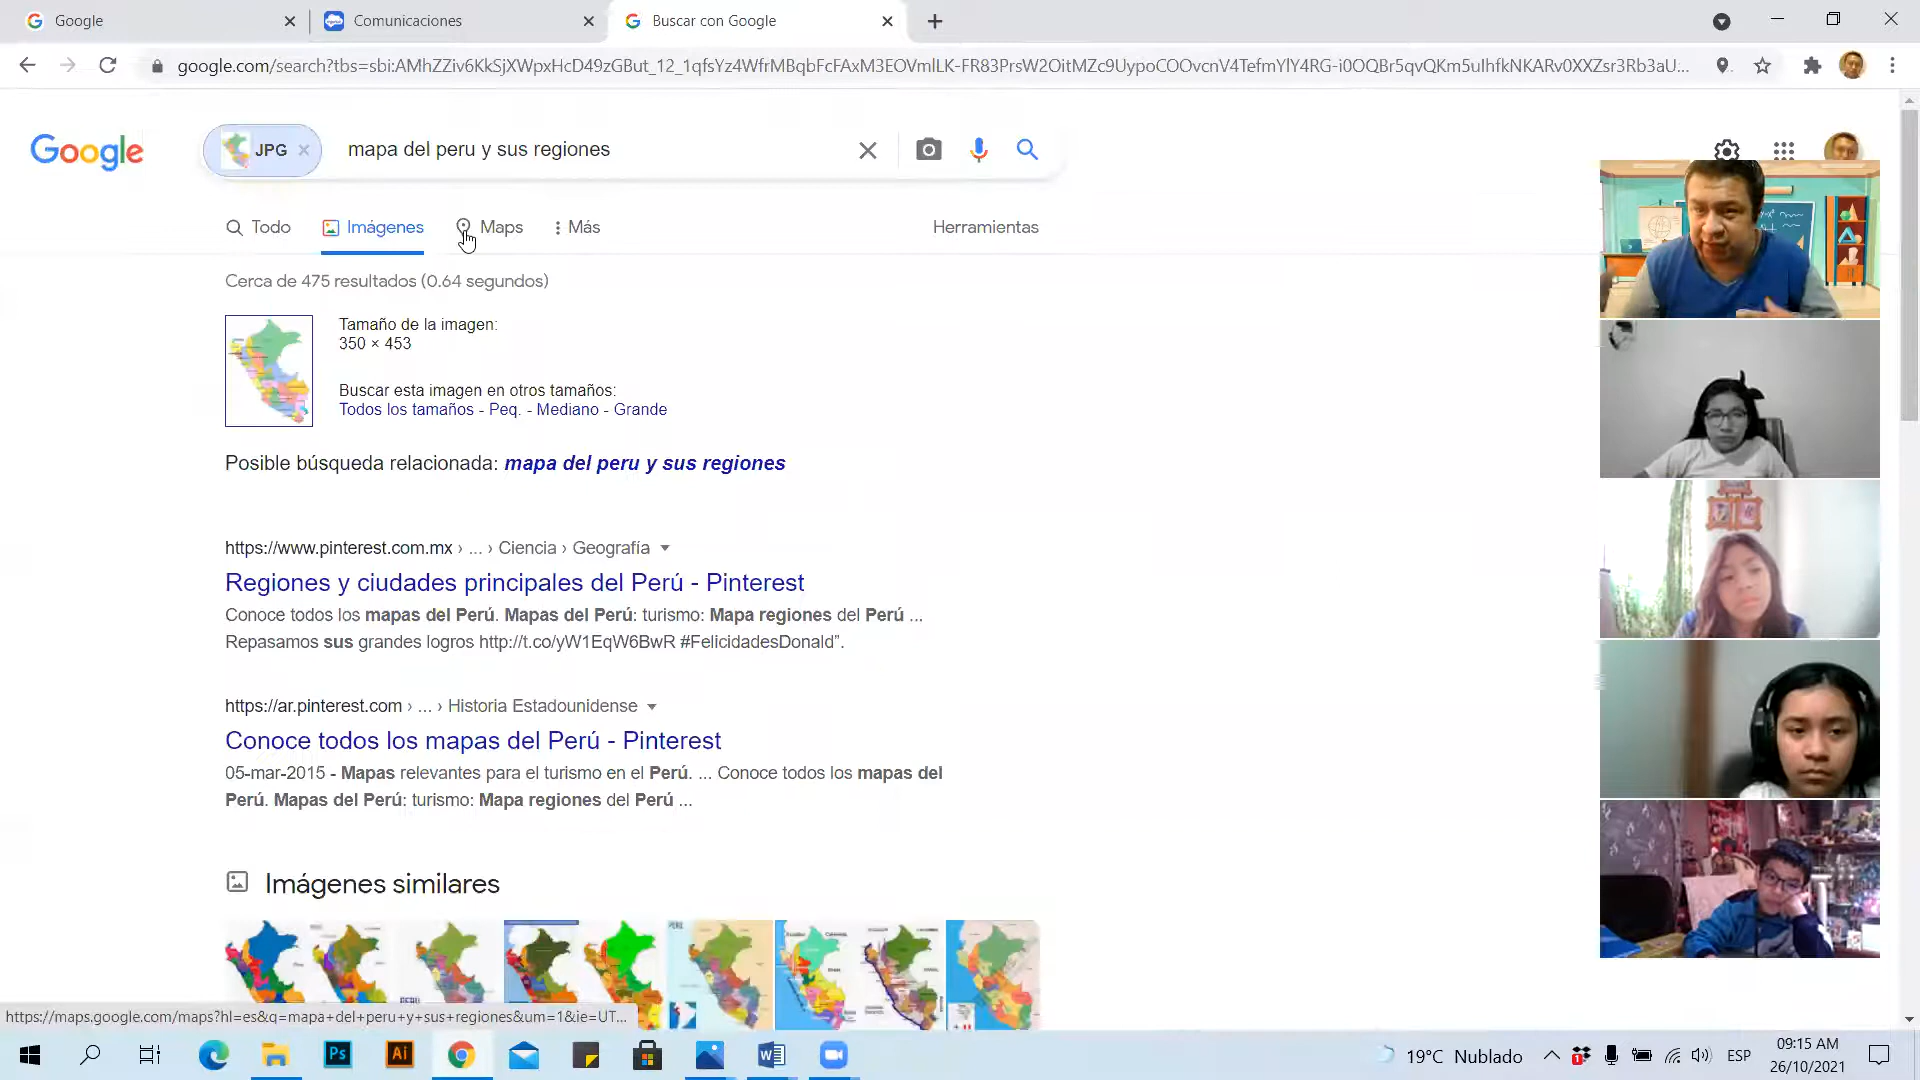 Google
Comunicaciones
Buscar con Google
google.com/search?tbs=sbi:AMhZZiv6KkSjXWpxHcD49zGBut_12_1qfsYz4WfrMBqbFcFAxM3EOVmlLK-FR83PrsW2OitMZc9UypoCOOvcnV4TefmYlY4RG-i0OQBr5qvQKm5uIhfkNKARv0XXZsr3Rb3aU...
Google
JPG
mapa del peru y sus regiones
Todo
Imágenes
Maps
Más
Herramientas
Cerca de 475 resultados (0.64 segundos)
Tamaño de la imagen:
350 × 453
Buscar esta imagen en otros tamaños:
Todos los tamaños - Peq. - Mediano - Grande
Posible búsqueda relacionada: mapa del peru y sus regiones
https://www.pinterest.com.mx › ... › Ciencia › Geografía
Regiones y ciudades principales del Perú - Pinterest
Conoce todos los mapas del Perú. Mapas del Perú: turismo: Mapa regiones del Perú ...
Repasamos sus grandes logros http://t.co/yW1EqW6BwR #FelicidadesDonald”.
https://ar.pinterest.com › ... › Historia Estadounidense
Conoce todos los mapas del Perú - Pinterest
05-mar-2015 - Mapas relevantes para el turismo en el Perú. ... Conoce todos los mapas del
Perú. Mapas del Perú: turismo: Mapa regiones del Perú ...
Imágenes similares
https://maps.google.com/maps?hl=es&q=mapa+del+peru+y+sus+regiones&um=1&ie=UT...
Ps
Ai
19°C Nublado
ESP
09:15 AM
26/10/2021